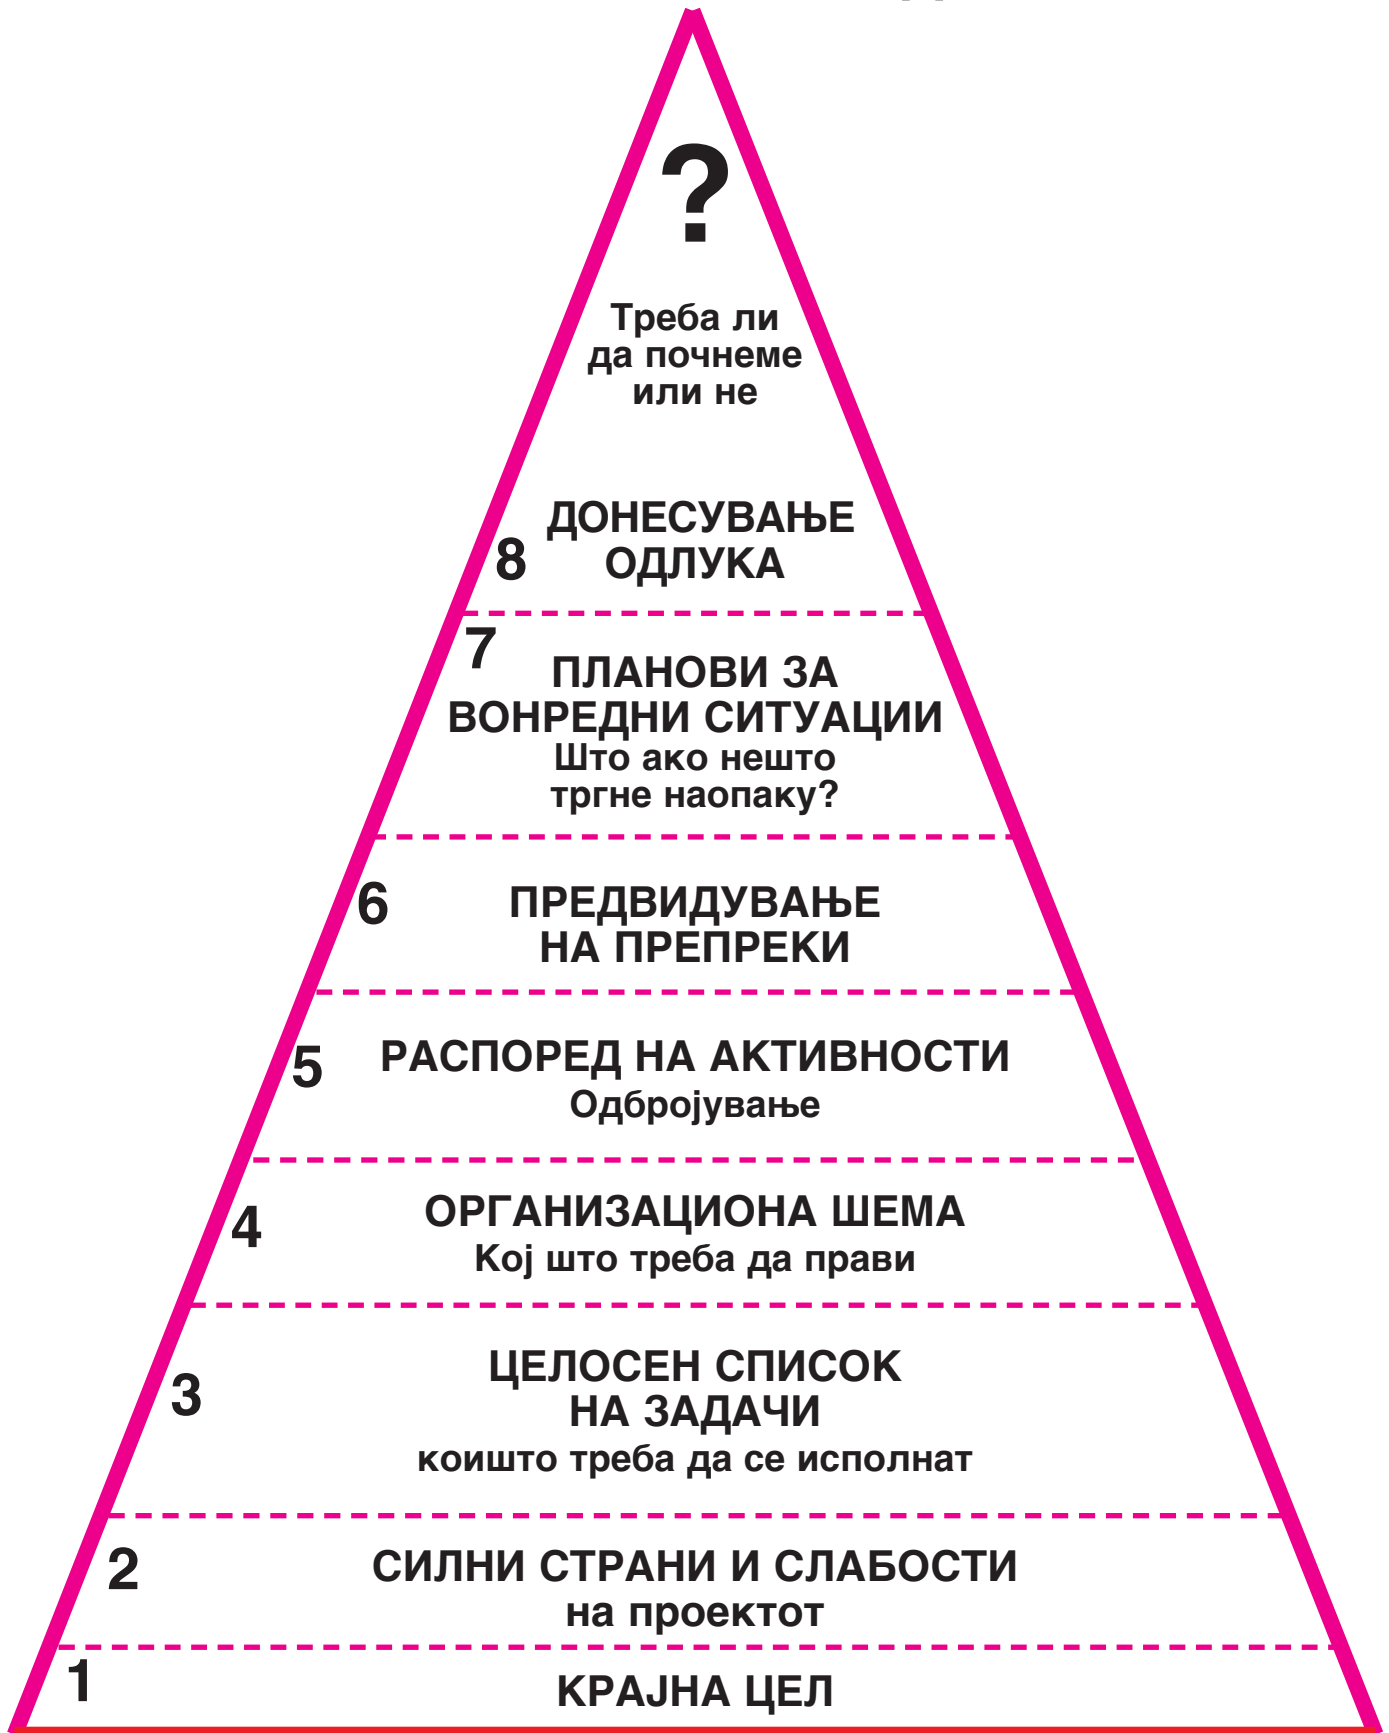 ?
Треба ли
да почнеме
или не
ДОНЕСУВАЊЕ
8 ОДЛУКА
7
ПЛАНОВИ ЗА
ВОНРЕДНИ СИТУАЦИИ
Што ако нешто
тргне наопаку?
6 ПРЕДВИДУВАЊЕ
НА ПРЕПРЕКИ
5 РАСПОРЕД НА АКТИВНОСТИ
Одбројување
4 ОРГАНИЗАЦИОНА ШЕМА
Кој што треба да прави
3 ЦЕЛОСЕН СПИСОК
НА ЗАДАЧИ
коишто треба да се исполнат
2 СИЛНИ СТРАНИ И СЛАБОСТИ
на проектот
1 КРАЈНА ЦЕЛ